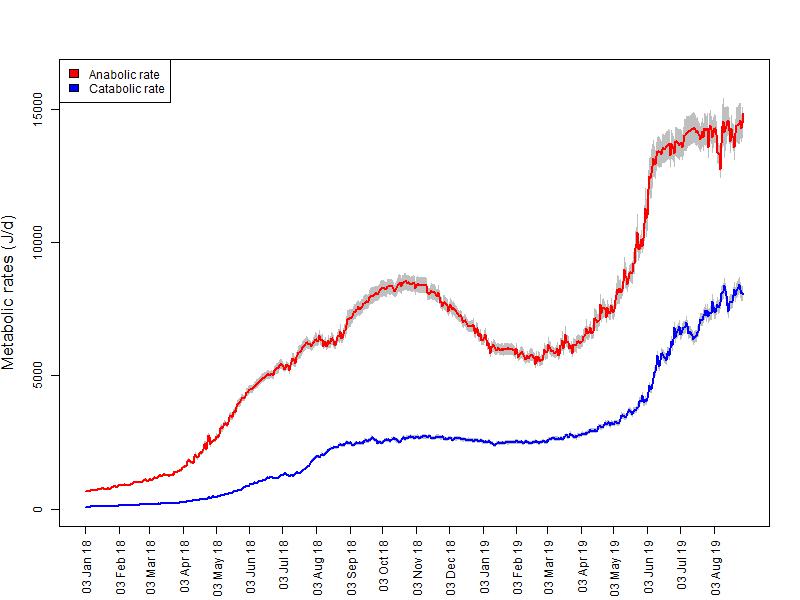 Anabolic rate
Catabolic rate
Metabolic rates (J/d)
15000
10000
5000
0
03 Jan 18
03 Feb 18
03 Mar 18
03 Apr 18
03 May 18
03 Jun 18
03 Jul 18
03 Aug 18
03 Sep 18
03 Oct 18
03 Nov 18
03 Dec 18
03 Jan 19
03 Feb 19
03 Mar 19
03 Apr 19
03 May 19
03 Jun 19
03 Jul 19
03 Aug 19